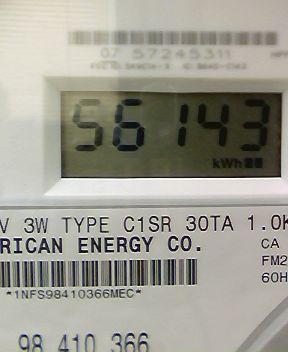 07 57245311
56143
kWh
V 3W TYPE C1SR 30TA 1.0K
RICAN ENERGY CO.
CA
FM2
60H
*1NFS98410366MEC*
98 410 366